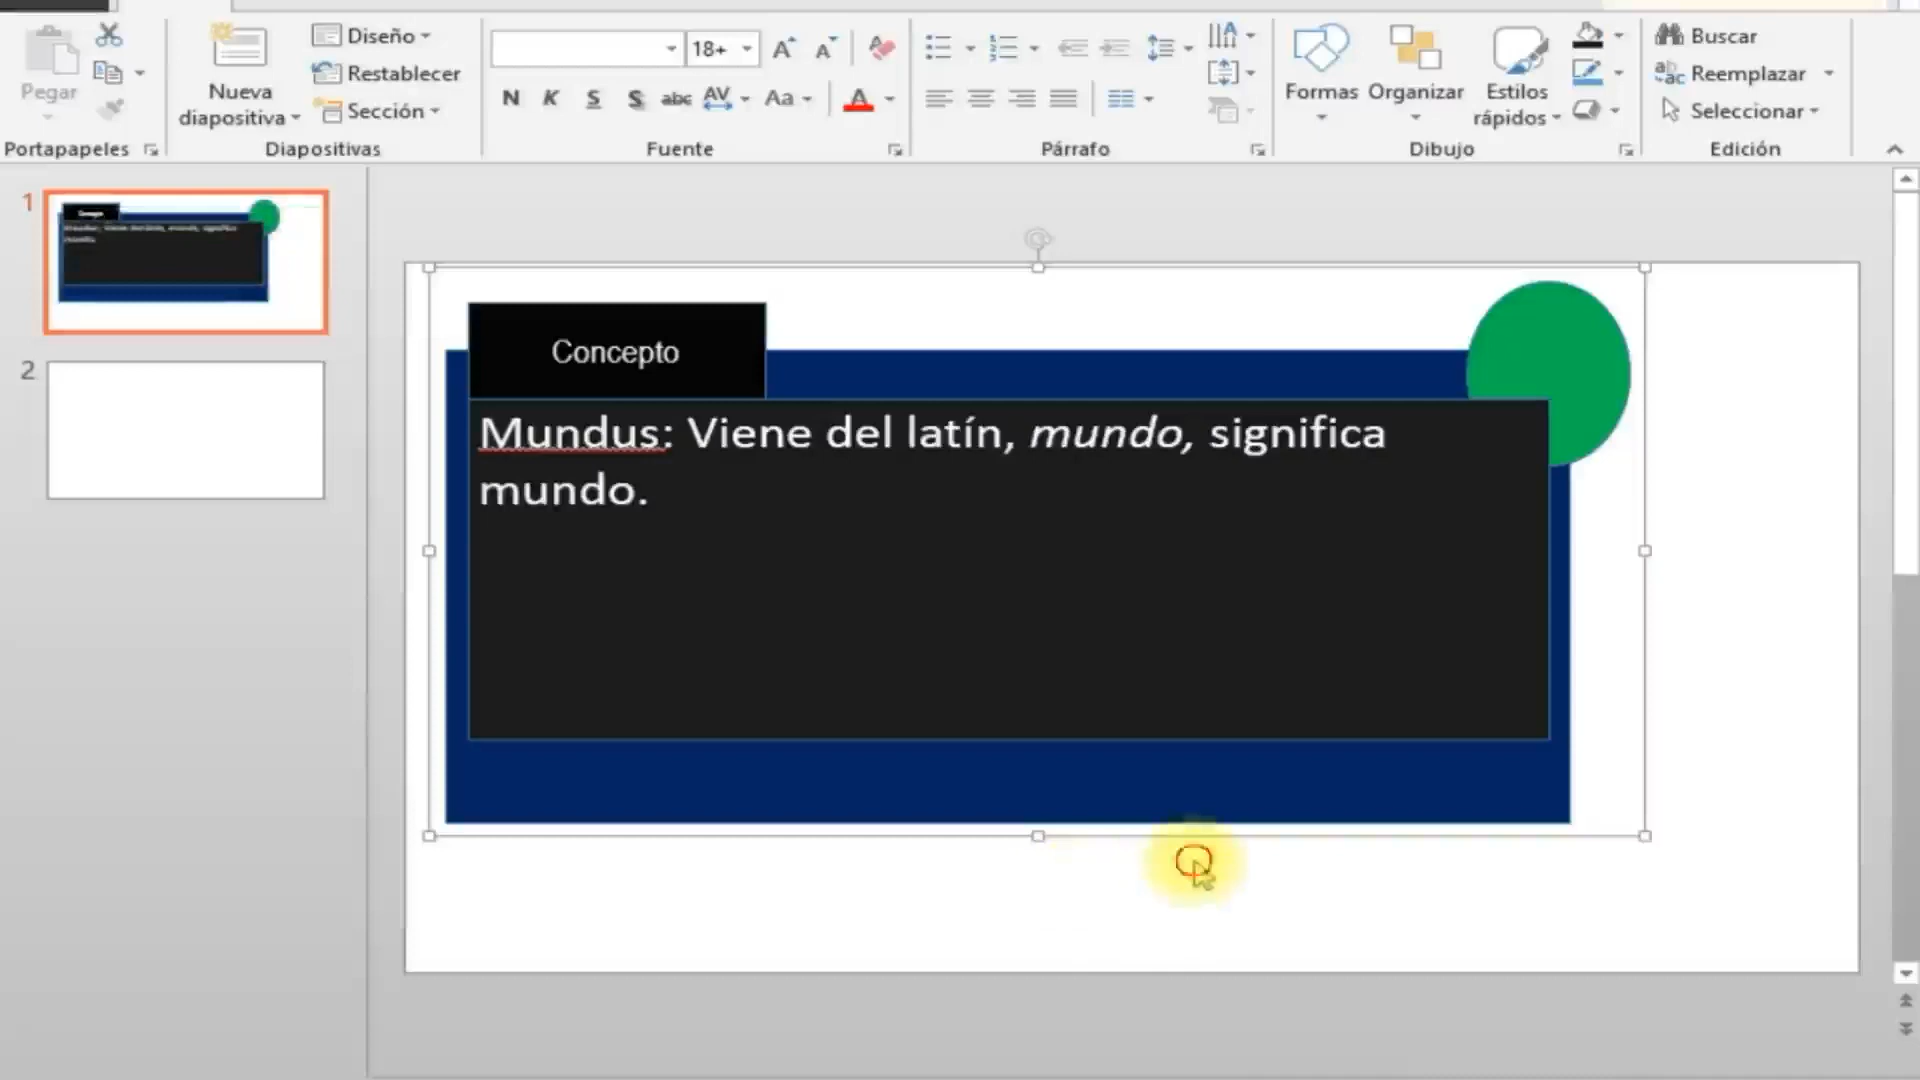 Pegar
Nueva diapositiva
Diseño
Restablecer
Sección
18+
N K S S abc AV Aa A
Formas
Organizar
Estilos rápidos
Buscar
Reemplazar
Seleccionar
Portapapeles
Diapositivas
Fuente
Párrafo
Dibujo
Edición
1
2
Concepto
Mundus: Viene del latín, mundo, significa
mundo.